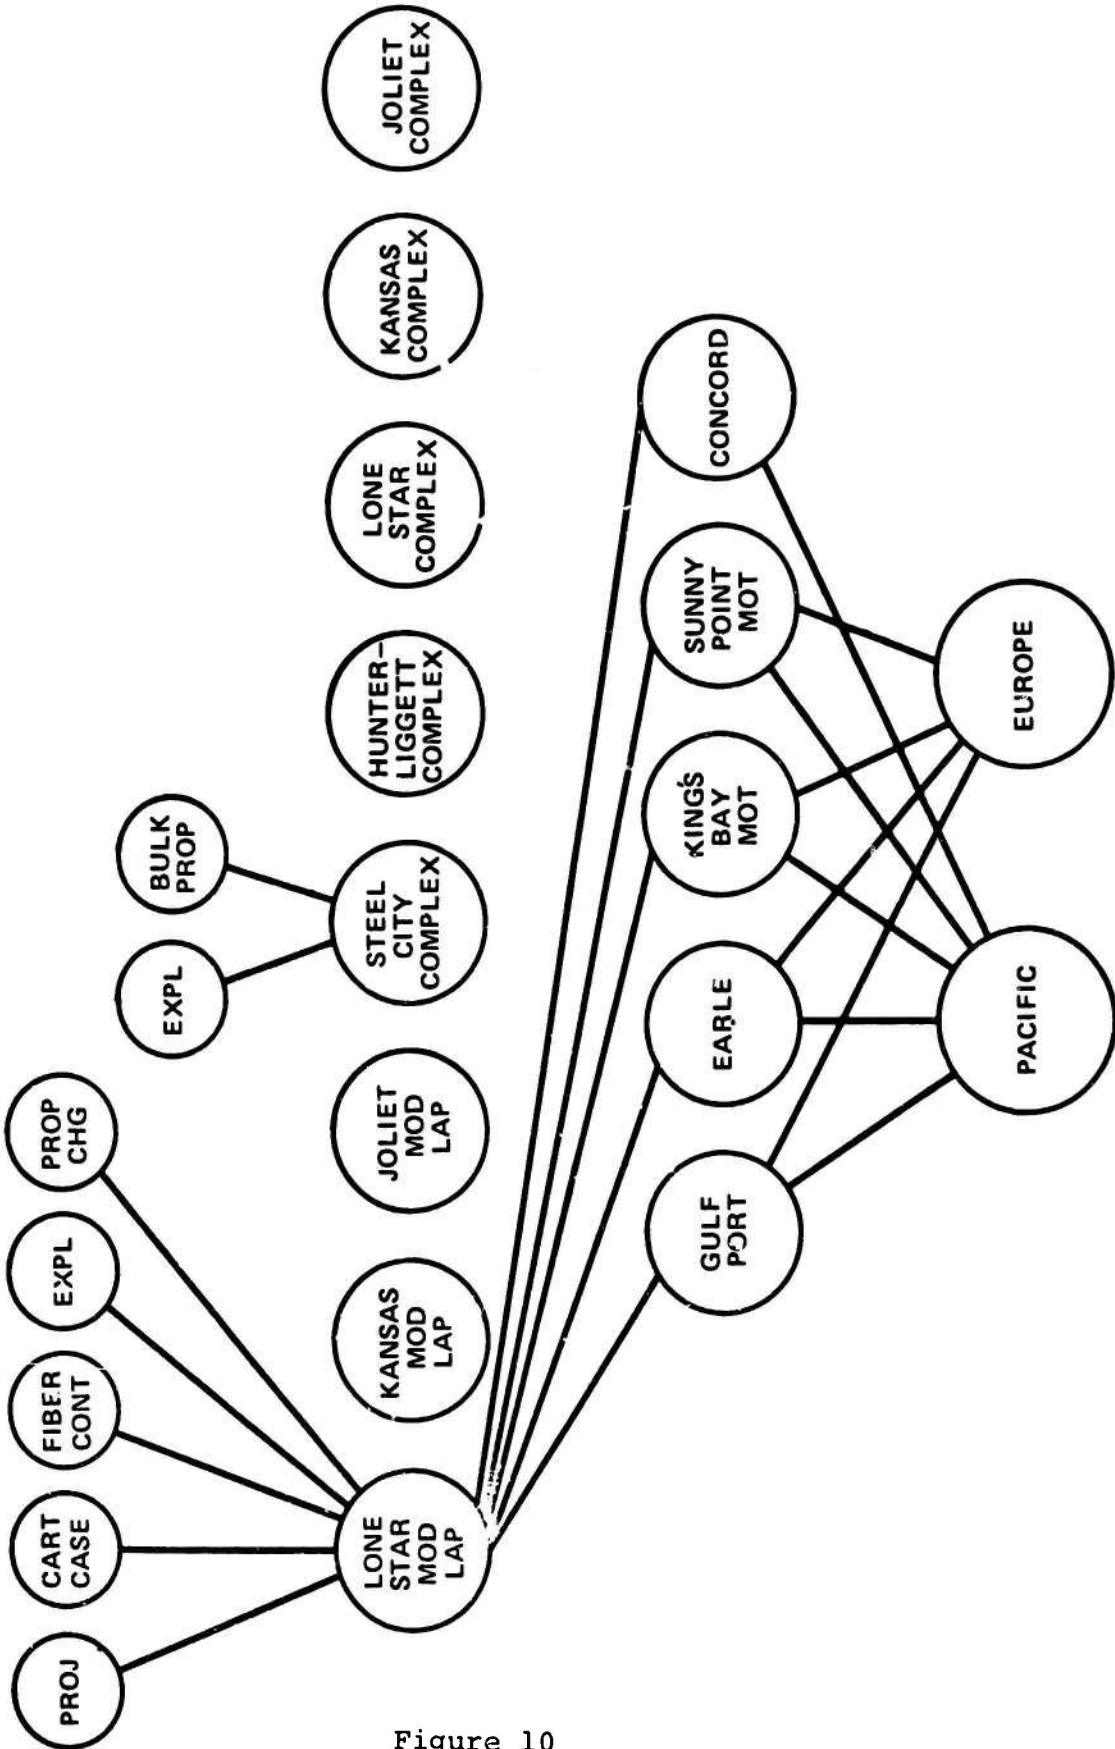 PROJ
CART
CASE
FIBER
CONT
EXPL
PROP
CHG
EXPL
BULK
PROP
LONE
STAR
MOD
LAP
KANSAS
MOD
LAP
JOLIET
MOD
LAP
STEEL
CITY
COMPLEX
HUNTER-
LIGGETT
COMPLEX
LONE
STAR
COMPLEX
KANSAS
COMPLEX
JOLIET
COMPLEX
GULF
PORT
EARLE
KING'S
BAY
MOT
SUNNY
POINT
MOT
CONCORD
PACIFIC
EUROPE
Figure 10